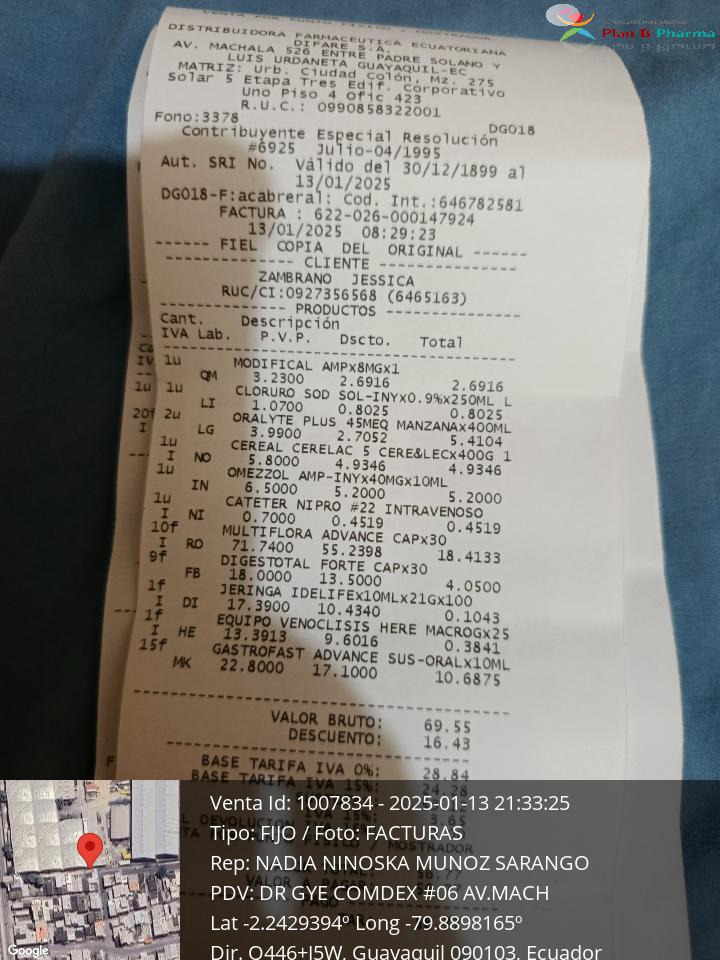 VENTA POR PUNTO FISICO / MOSTRADOR
DISTRIBUIDORA FARMACEUTICA ECUATORIANA
DIFARE S.A.
AV. MACHALA 526 ENTRE PADRE SOLANO Y
LUIS URDANETA GUAYAQUIL-EC
MATRIZ: Urb. Ciudad Colón, Mz. 275
Solar 5 Etapa Tres Edif. Corporativo
Uno Piso 4 Ofic 423
R.U.C.: 0990858322001
Fono:3378 DG018
Contribuyente Especial Resolución
#6925 Julio-04/1995
Aut. SRI No. Válido del 30/12/1899 al
13/01/2025
DG018-F:acabreral: Cod. Int.:646782581
FACTURA : 622-026-000147924
13/01/2025 08:29:23
------ FIEL COPIA DEL ORIGINAL ------
------------- CLIENTE --------------
ZAMBRANO JESSICA
RUC/CI:0927356568 (6465163)
------------- PRODUCTOS -------------
Cant. Descripción
IVA Lab. P.V.P. Dscto. Total
1u MODIFICAL AMPx8MGx1
QM 3.2300 2.6916 2.6916
1u CLORURO SOD SOL-INYx0.9%x250ML L
LI 1.0700 0.8025 0.8025
2u ORALYTE PLUS 45MEQ MANZANAx400ML
LG 3.9900 2.7052 5.4104
1u CEREAL CERELAC 5 CERE&LECx400G 1
I NO 5.8000 4.9346 4.9346
1u OMEZZOL AMP-INYx40MGx10ML
IN 6.5000 5.2000 5.2000
1u CATETER NIPRO #22 INTRAVENOSO
I NI 0.7000 0.4519 0.4519
10f MULTIFLORA ADVANCE CAPx30
I RO 71.7400 55.2398 18.4133
9f DIGESTOTAL FORTE CAPx30
FB 18.0000 13.5000 4.0500
1f JERINGA IDELIFEx10MLx21Gx100
I DI 17.3900 10.4340 0.1043
1f EQUIPO VENOCLISIS HERE MACROGx25
I HE 13.3913 9.6016 0.3841
15f GASTROFAST ADVANCE SUS-ORALx10ML
MK 22.8000 17.1000 10.6875
VALOR BRUTO: 69.55
DESCUENTO: 16.43
BASE TARIFA IVA 0%: 28.84
BASE TARIFA IVA 15%: 24.28
DEVOLUCION IVA 15%: 3.65
FISICO / MOSTRADOR
TOTAL: 56.77
VALOR A
Plan B Pharma
Venta Id: 1007834 - 2025-01-13 21:33:25
Tipo: FIJO / Foto: FACTURAS
Rep: NADIA NINOSKA MUNOZ SARANGO
PDV: DR GYE.COMDEX #06 AV.MACH
Lat -2.2429394º Long -79.8898165º
Dir. Q446+J5W, Guayaquil 090103, Ecuador
Google